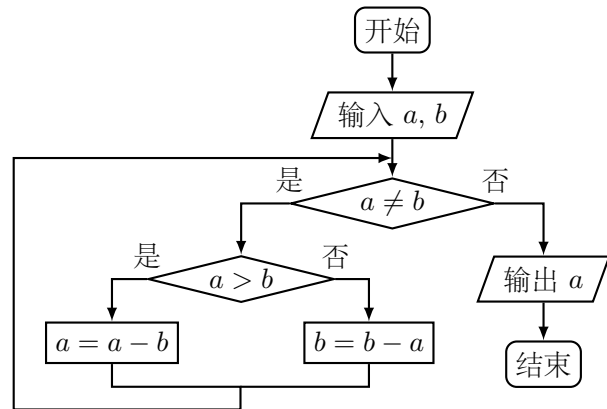 开始
输入 a, b
是
否
a ≠ b
是
否
a > b
输出 a
a = a − b
b = b − a
结束